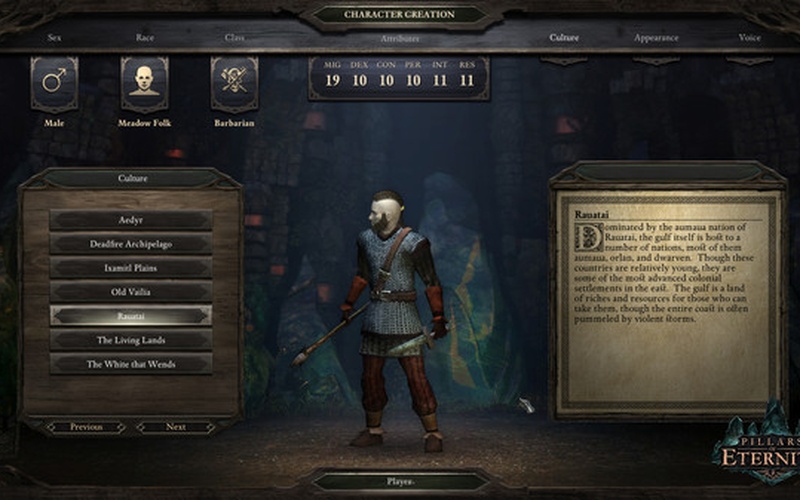 CHARACTER CREATION
Sex Race Class Attributes Culture Appearance Voice
MIG DEX CON PER INT RES
19 10 10 10 11 11
Male Meadow Folk Barbarian
Culture
Aedyr
Deadfire Archipelago
Ixamitl Plains
Old Vailia
Rauatai
The Living Lands
The White that Wends
Previous Next
Rauatai
Dominated by the aumaua nation of
Rauatai, the gulf itself is host to a
number of nations, most of them
aumaua, orlan, and dwarven. Though these
countries are relatively young, they are
some of the most advanced colonial
settlements in the east. The gulf is a land
of riches and resources for those who can
take them, though the entire coast is often
pummeled by violent storms.
PILLARS
OF
ETERNI
Player